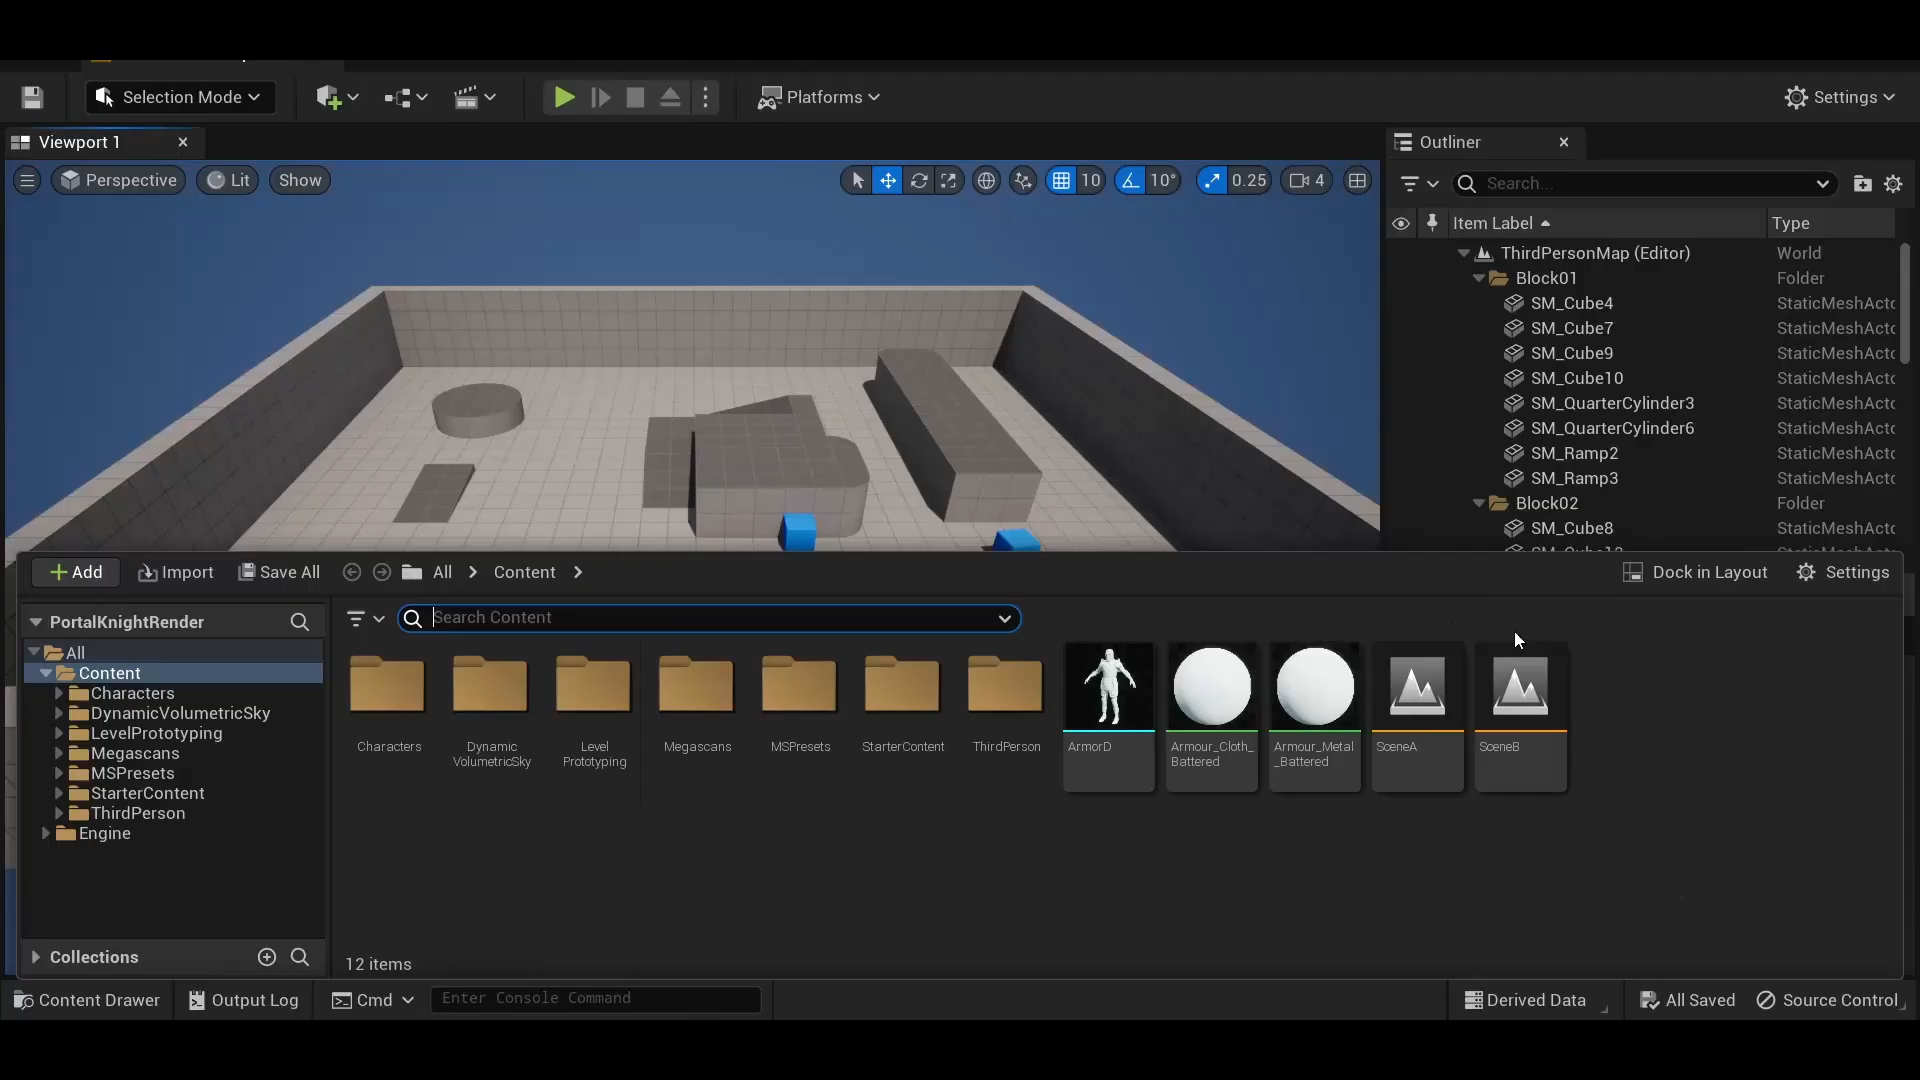 Selection Mode
Platforms
Settings
Viewport 1
Outliner
Perspective
Lit
Show
10
10°
0.25
4
Search...
Item Label
Type
ThirdPersonMap (Editor)
World
Block01
Folder
SM_Cube4
StaticMeshActo
SM_Cube7
StaticMeshActo
SM_Cube9
StaticMeshActo
SM_Cube10
StaticMeshActo
SM_QuarterCylinder3
StaticMeshActo
SM_QuarterCylinder6
StaticMeshActo
SM_Ramp2
StaticMeshActo
SM_Ramp3
StaticMeshActo
Block02
Folder
SM_Cube8
StaticMeshActo
Add
Import
Save All
All
Content
Dock in Layout
Settings
PortalKnightRender
Search Content
All
Content
Characters
DynamicVolumetricSky
LevelPrototyping
Megascans
MSPresets
StarterContent
ThirdPerson
Engine
Characters
Dynamic
VolumetricSky
Level
Prototyping
Megascans
MSPresets
StarterContent
ThirdPerson
ArmorD
Armour_Cloth_
Battered
Armour_Metal
_Battered
SceneA
SceneB
Collections
12 items
Content Drawer
Output Log
Cmd
Enter Console Command
Derived Data
All Saved
Source Control